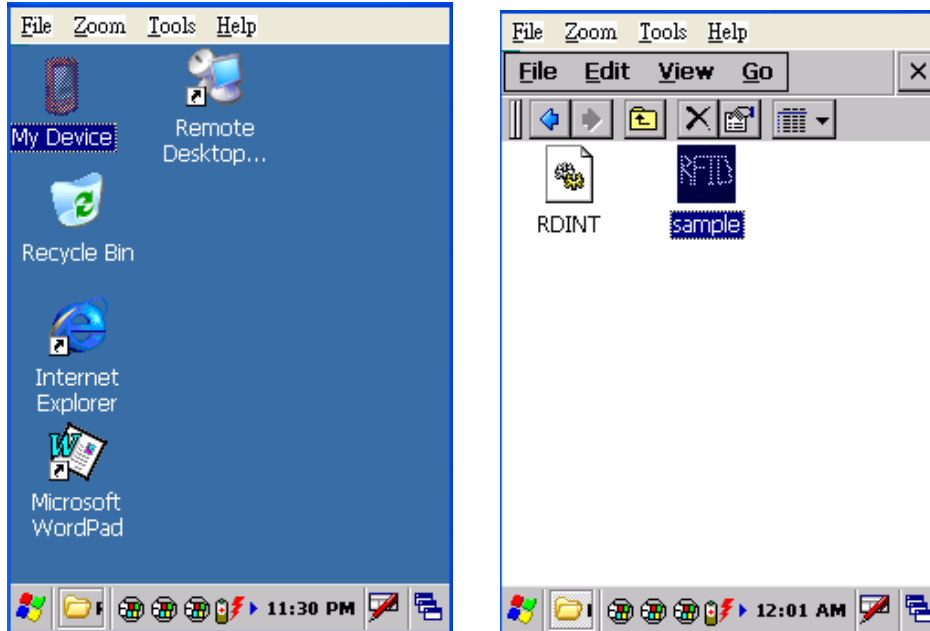 File Zoom Tools Help
My Device
Remote
Desktop...
Recycle Bin
Internet
Explorer
Microsoft
WordPad
11:30 PM
File Zoom Tools Help
File Edit View Go
RDINT
RFID
sample
12:01 AM